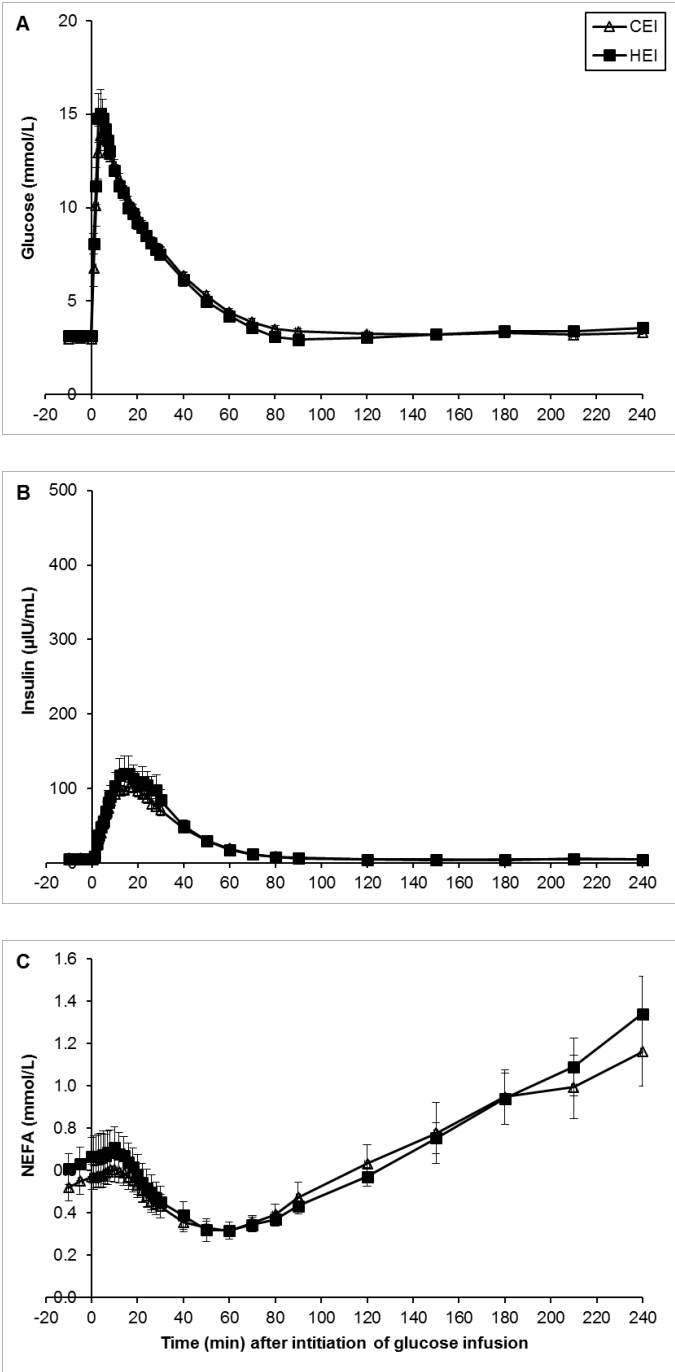 A
CEI
HEI
Glucose (mmol/L)
20
15
10
5
0
-20 0 20 40 60 80 100 120 140 160 180 200 220 240
B
Insulin (µIU/mL)
500
400
300
200
100
0
-20 0 20 40 60 80 100 120 140 160 180 200 220 240
C
NEFA (mmol/L)
1.6
1.4
1.2
1.0
0.8
0.6
0.4
0.2
0.0
-20 0 20 40 60 80 100 120 140 160 180 200 220 240
Time (min) after intitiation of glucose infusion